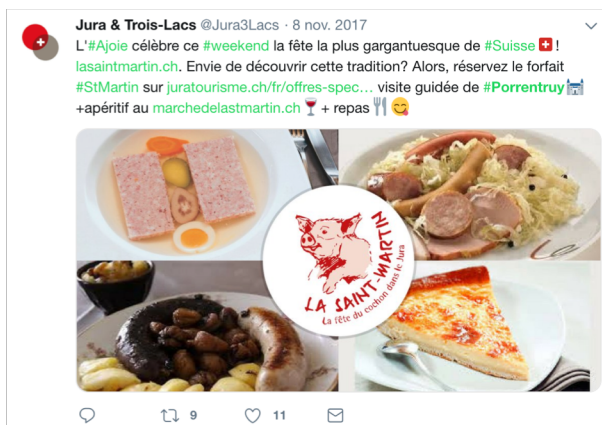 Jura & Trois-Lacs @Jura3Lacs · 8 nov. 2017
L'#Ajoie célèbre ce #weekend la fête la plus gargantuesque de #Suisse 🇨🇭!
lasaintmartin.ch. Envie de découvrir cette tradition? Alors, réservez le forfait
#StMartin sur juratourisme.ch/fr/offres-spec… visite guidée de #Porrentruy🏰
+apéritif au marchedelastmartin.ch🍷+ repas🍴😋
LA SAINT-MARTIN
La fête du cochon dans le Jura
9
11